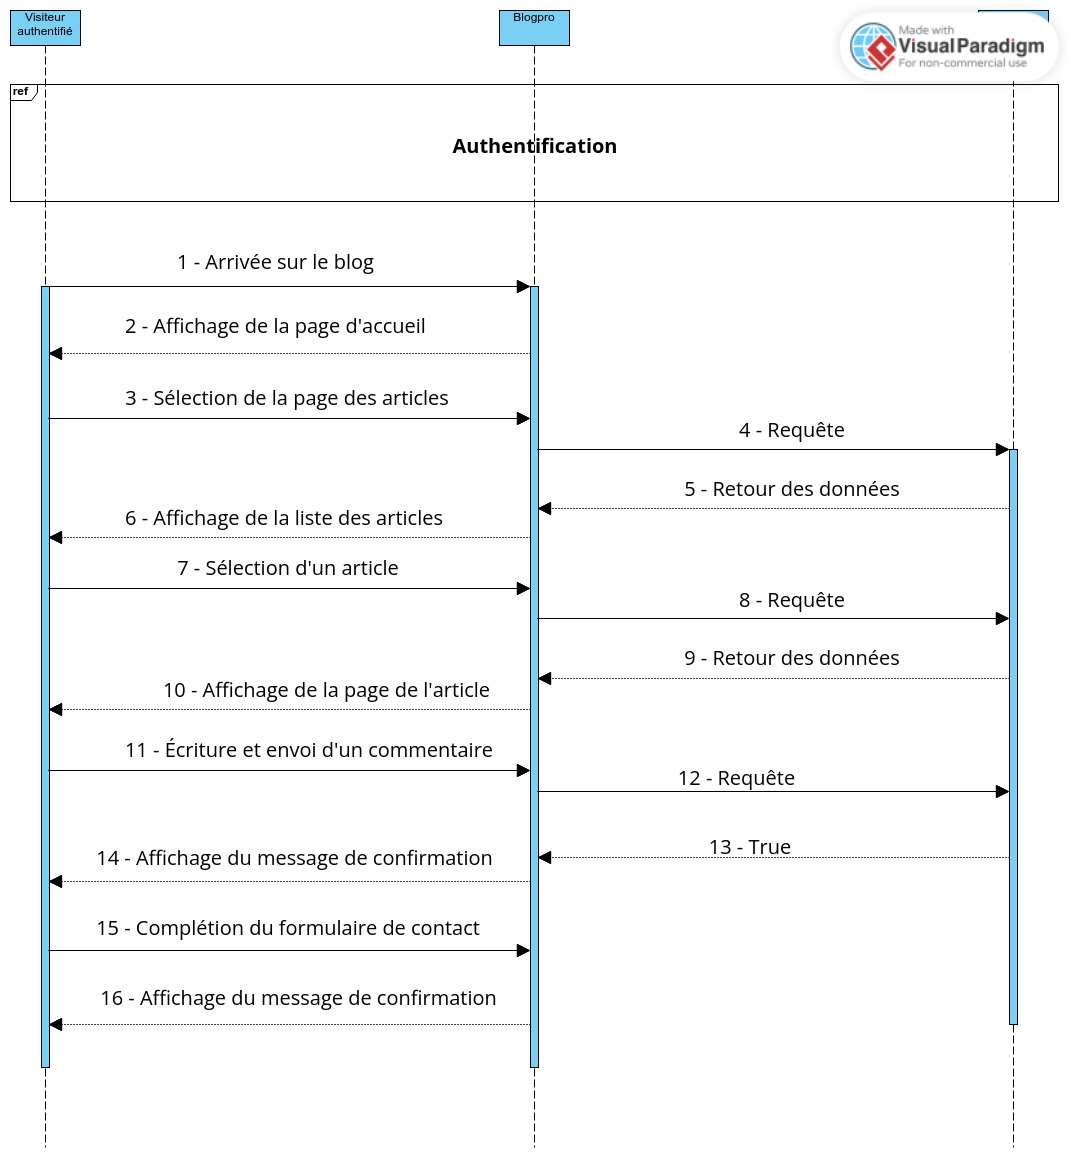 Visiteur
authentifié
Blogpro
Made with
Visual Paradigm
For non-commercial use
ref
Authentification
1 - Arrivée sur le blog
2 - Affichage de la page d'accueil
3 - Sélection de la page des articles
4 - Requête
5 - Retour des données
6 - Affichage de la liste des articles
7 - Sélection d'un article
8 - Requête
9 - Retour des données
10 - Affichage de la page de l'article
11 - Écriture et envoi d'un commentaire
12 - Requête
13 - True
14 - Affichage du message de confirmation
15 - Complétion du formulaire de contact
16 - Affichage du message de confirmation